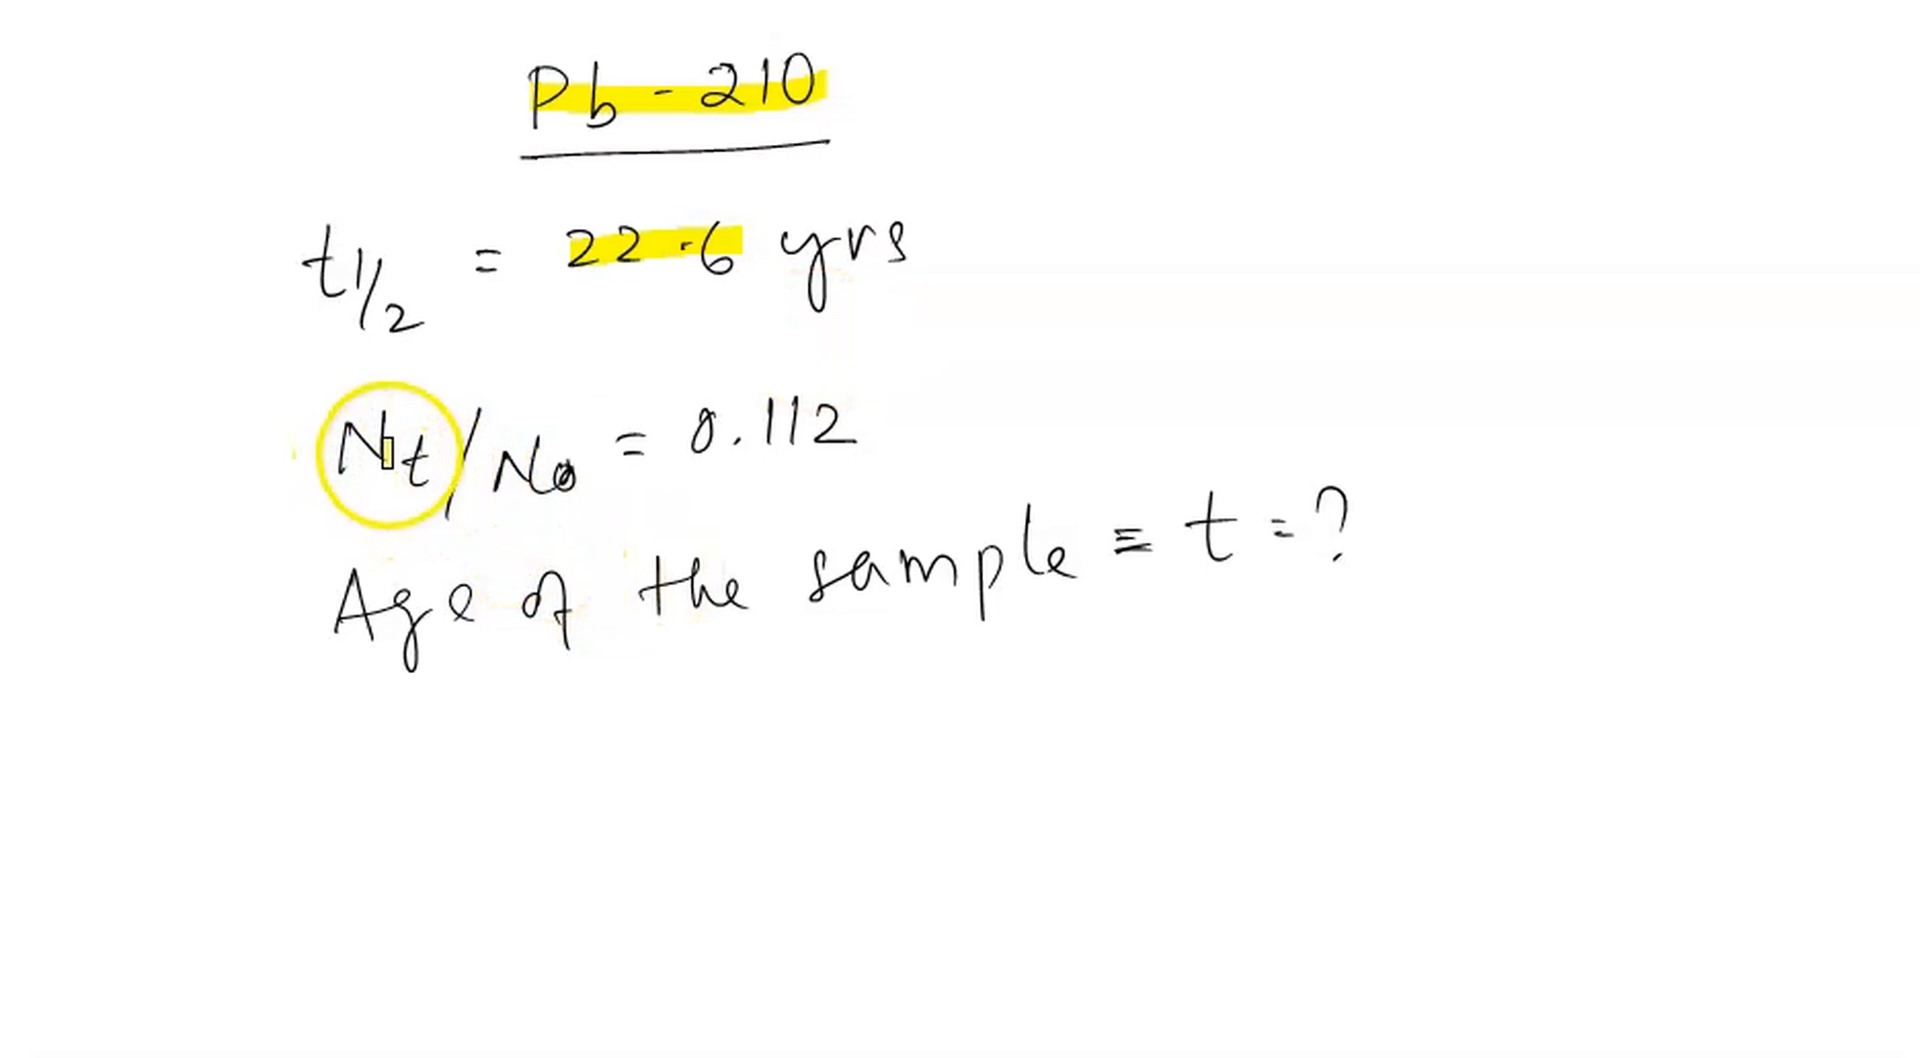 Pb - 210
t1/2 = 22.6 yrs
Nt/No = 0.112
Age of the sample ≡ t = ?